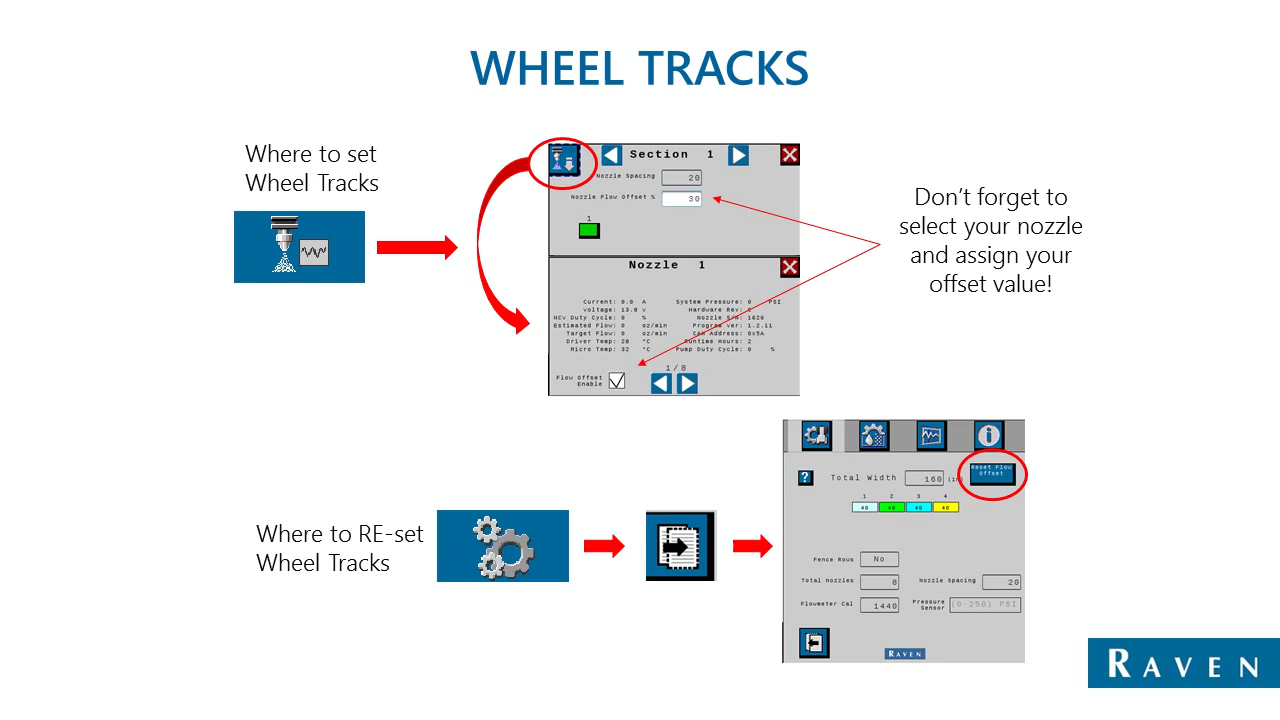 WHEEL TRACKS
Where to set
Wheel Tracks
Section 1
Nozzle Spacing 20
Nozzle Flow Offset % 30
1
Nozzle 1
Current: 0.0 A System Pressure: 0 PSI
Voltage: 13.8 V Hardware Rev:
NCV Duty Cycle: 0 % Nozzle S/N: 1626
Estimated Flow: 0 oz/min Program ver: 1.2.11
Target Flow: 0 oz/min CAN Address: 0x5A
Driver Temp: 28 °C Runtime Hours: 2
Micro Temp: 32 °C Pump Duty Cycle: 0 %
1/8
Flow Offset
Enable
Don't forget to
select your nozzle
and assign your
offset value!
Where to RE-set
Wheel Tracks
Reset Flow
Offset
? Total Width 160 (in)
1 2 3 4
40 40 40 40
Fence Rows No
Total Nozzles 8 Nozzle Spacing 20
Flowmeter Cal 1440 Pressure
Sensor (0-250) PSI
RAVEN
RAVEN